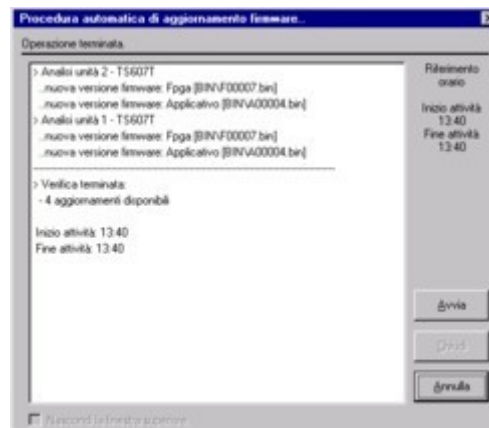 Procedura automatica di aggiornamento firmware...
Operazione terminata.
> Analisi unità 2 - TS607T
...nuova versione firmware: Fpga [BIN\F00007.bin]
...nuova versione firmware: Applicativo [BIN\A00004.bin]
> Analisi unità 1 - TS607T
...nuova versione firmware: Fpga [BIN\F00007.bin]
...nuova versione firmware: Applicativo [BIN\A00004.bin]
> Verifica terminata:
- 4 aggiornamenti disponibili
Inizio attività: 13:40
Fine attività: 13:40
Riferimento
orario
Inizio attività
13:40
Fine attività
13:40
Avvia
Chiudi
Annulla
Nascondi la finestra superiore